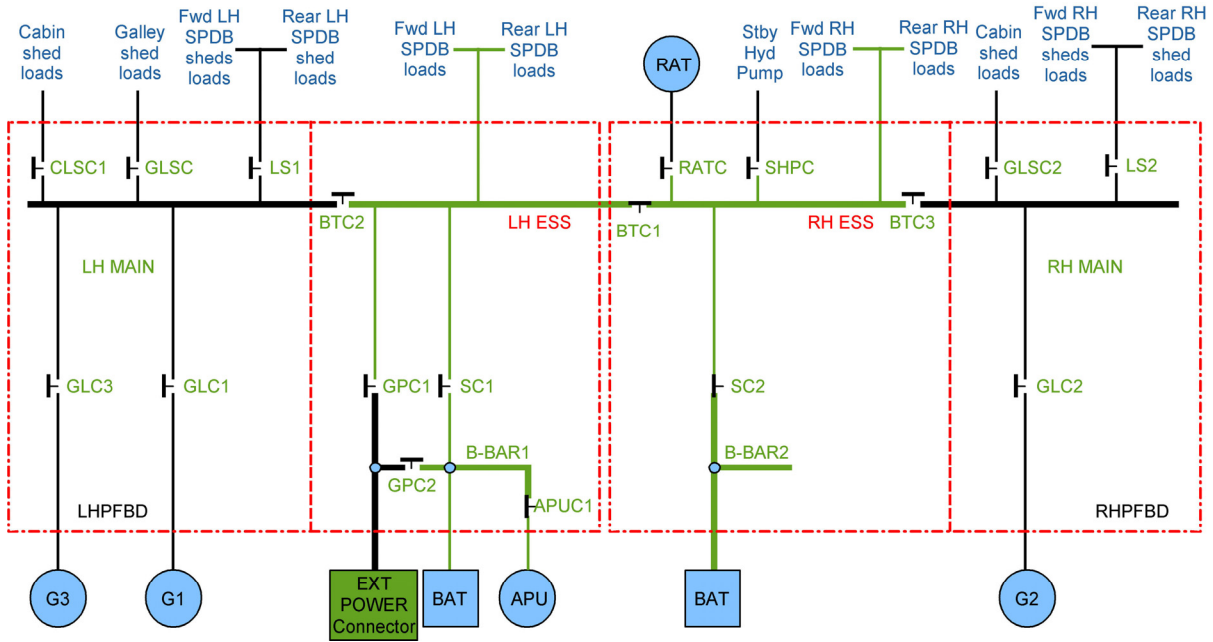 Cabin
shed
loads
Galley
shed
loads
Fwd LH
SPDB
sheds
loads
Rear LH
SPDB
shed
loads
Fwd LH
SPDB
loads
Rear LH
SPDB
loads
RAT
Stby
Hyd
Pump
Fwd RH
SPDB
loads
Rear RH
SPDB
loads
Cabin
shed
loads
Fwd RH
SPDB
sheds
loads
Rear RH
SPDB
shed
loads
CLSC1
GLSC
LS1
RATC
SHPC
GLSC2
LS2
BTC2
LH ESS
BTC1
RH ESS
BTC3
LH MAIN
RH MAIN
GLC3
GLC1
GPC1
SC1
SC2
GLC2
B-BAR1
B-BAR2
GPC2
APUC1
LHPFBD
RHPFBD
G3
G1
EXT
POWER
Connector
BAT
APU
BAT
G2